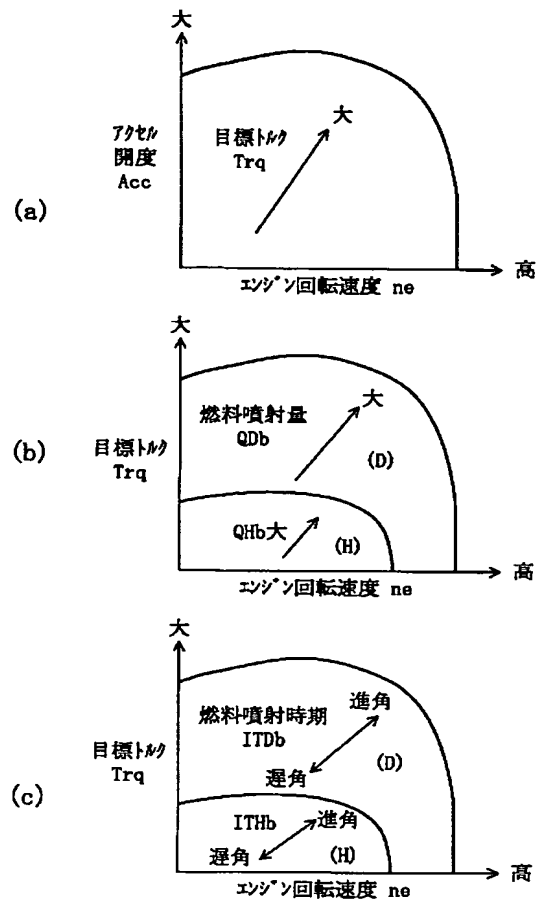 (a)
大
アクセル
開度
Acc
目標トルク
Trq
大
高
エンジン回転速度 ne
(b)
大
目標トルク
Trq
燃料噴射量
QDb
大
(D)
QHb大
(H)
高
エンジン回転速度 ne
(c)
大
目標トルク
Trq
燃料噴射時期
ITDb
進角
遅角
(D)
ITHb
進角
遅角
(H)
高
エンジン回転速度 ne